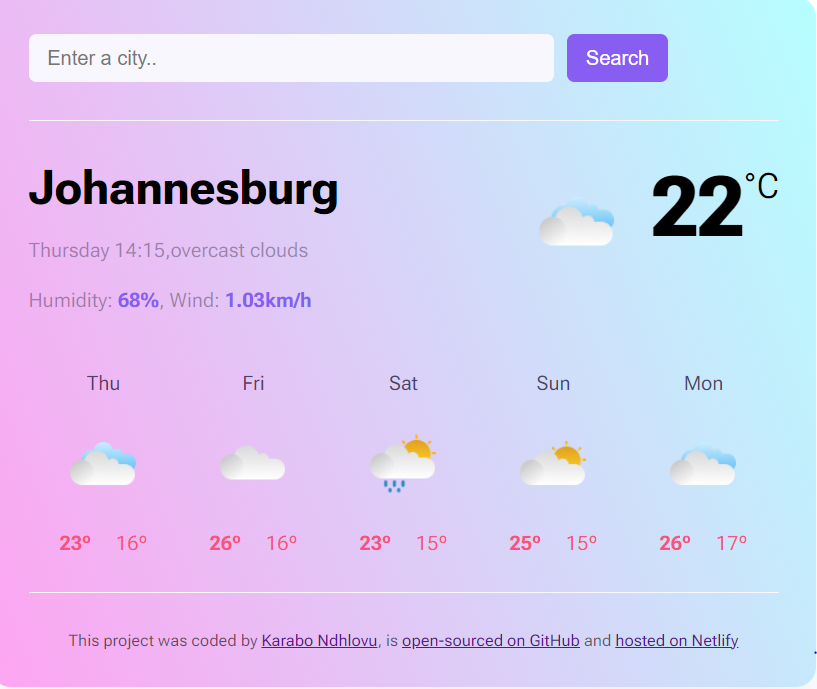 Enter a city.. Search
Johannesburg
22°C
Thursday 14:15,overcast clouds
Humidity: 68%, Wind: 1.03km/h
Thu Fri Sat Sun Mon
23º 16º 26º 16º 23º 15º 25º 15º 26º 17º
This project was coded by Karabo Ndhlovu, is open-sourced on GitHub and hosted on Netlify